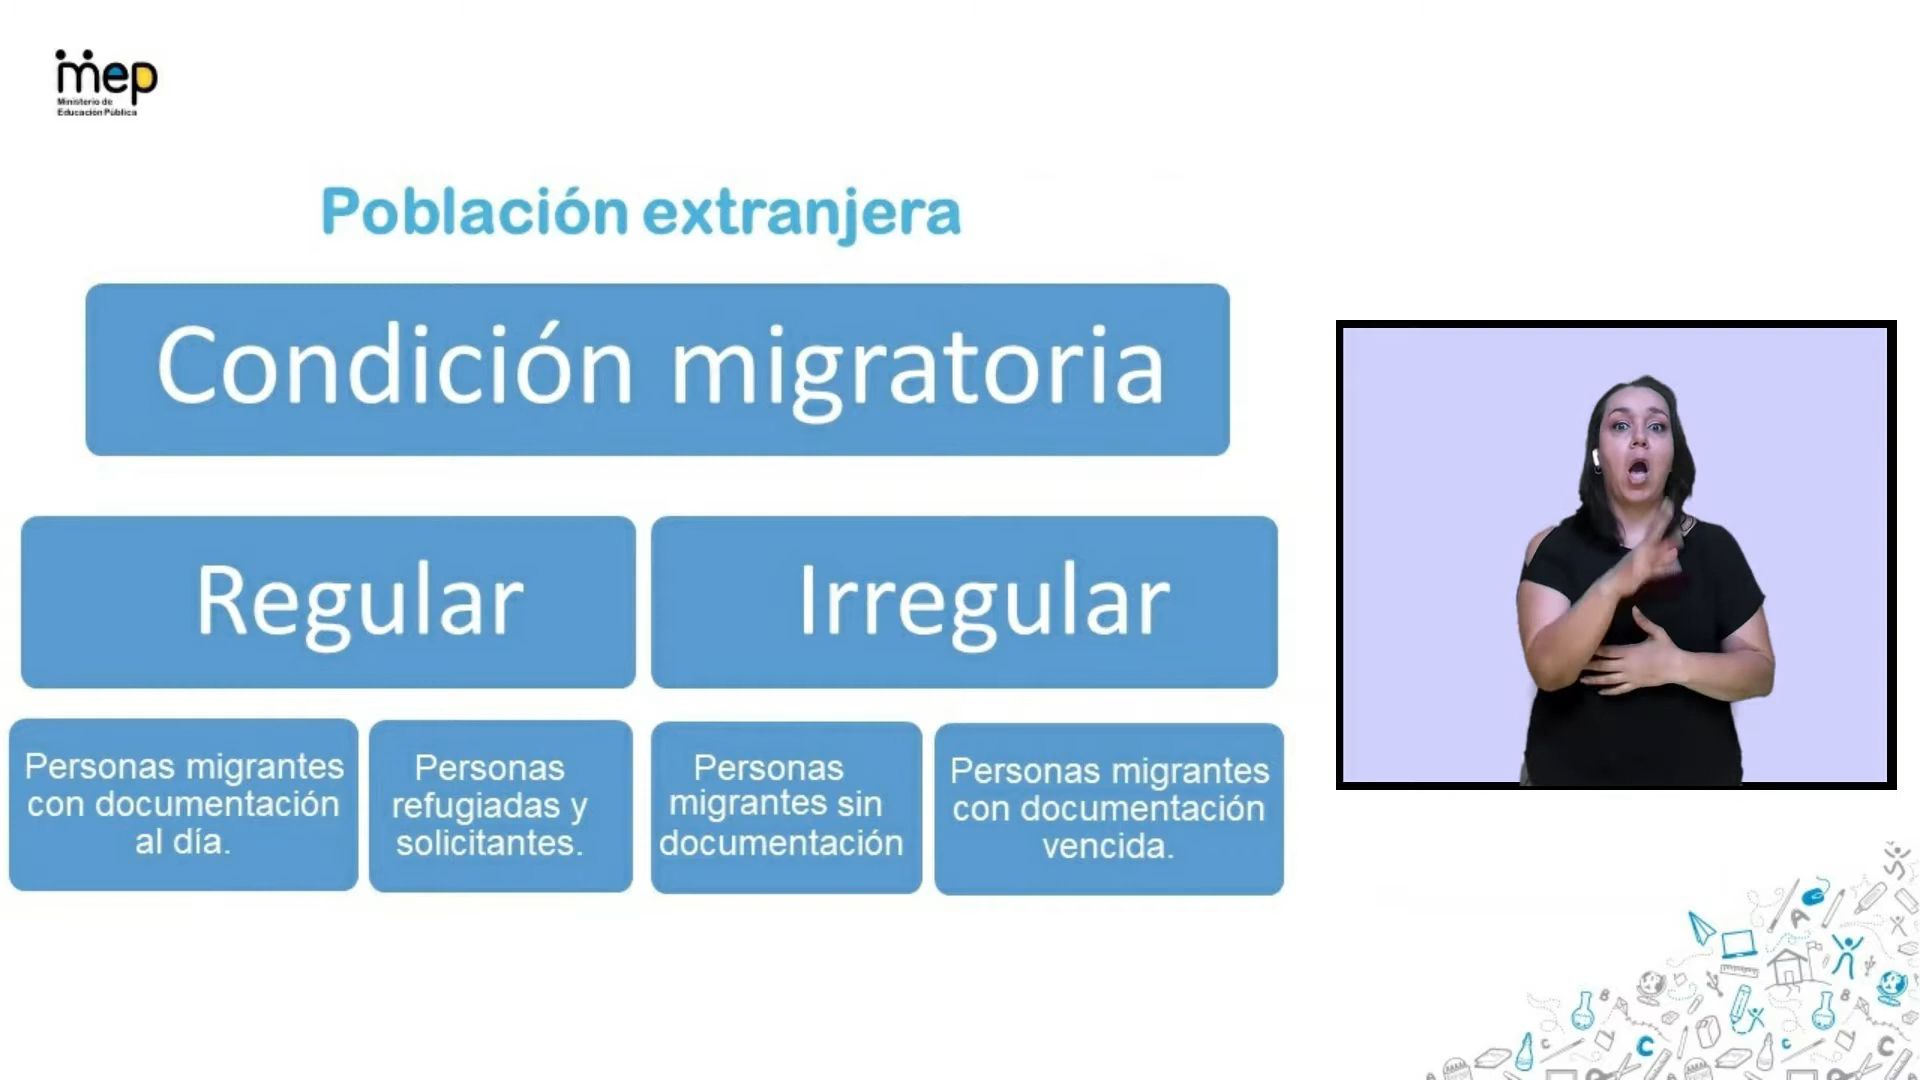 mep
Ministerio de
Educación Pública
Población extranjera
Condición migratoria
Regular
Irregular
Personas migrantes
con documentación
al día.
Personas
refugiadas y
solicitantes.
Personas
migrantes sin
documentación
Personas migrantes
con documentación
vencida.